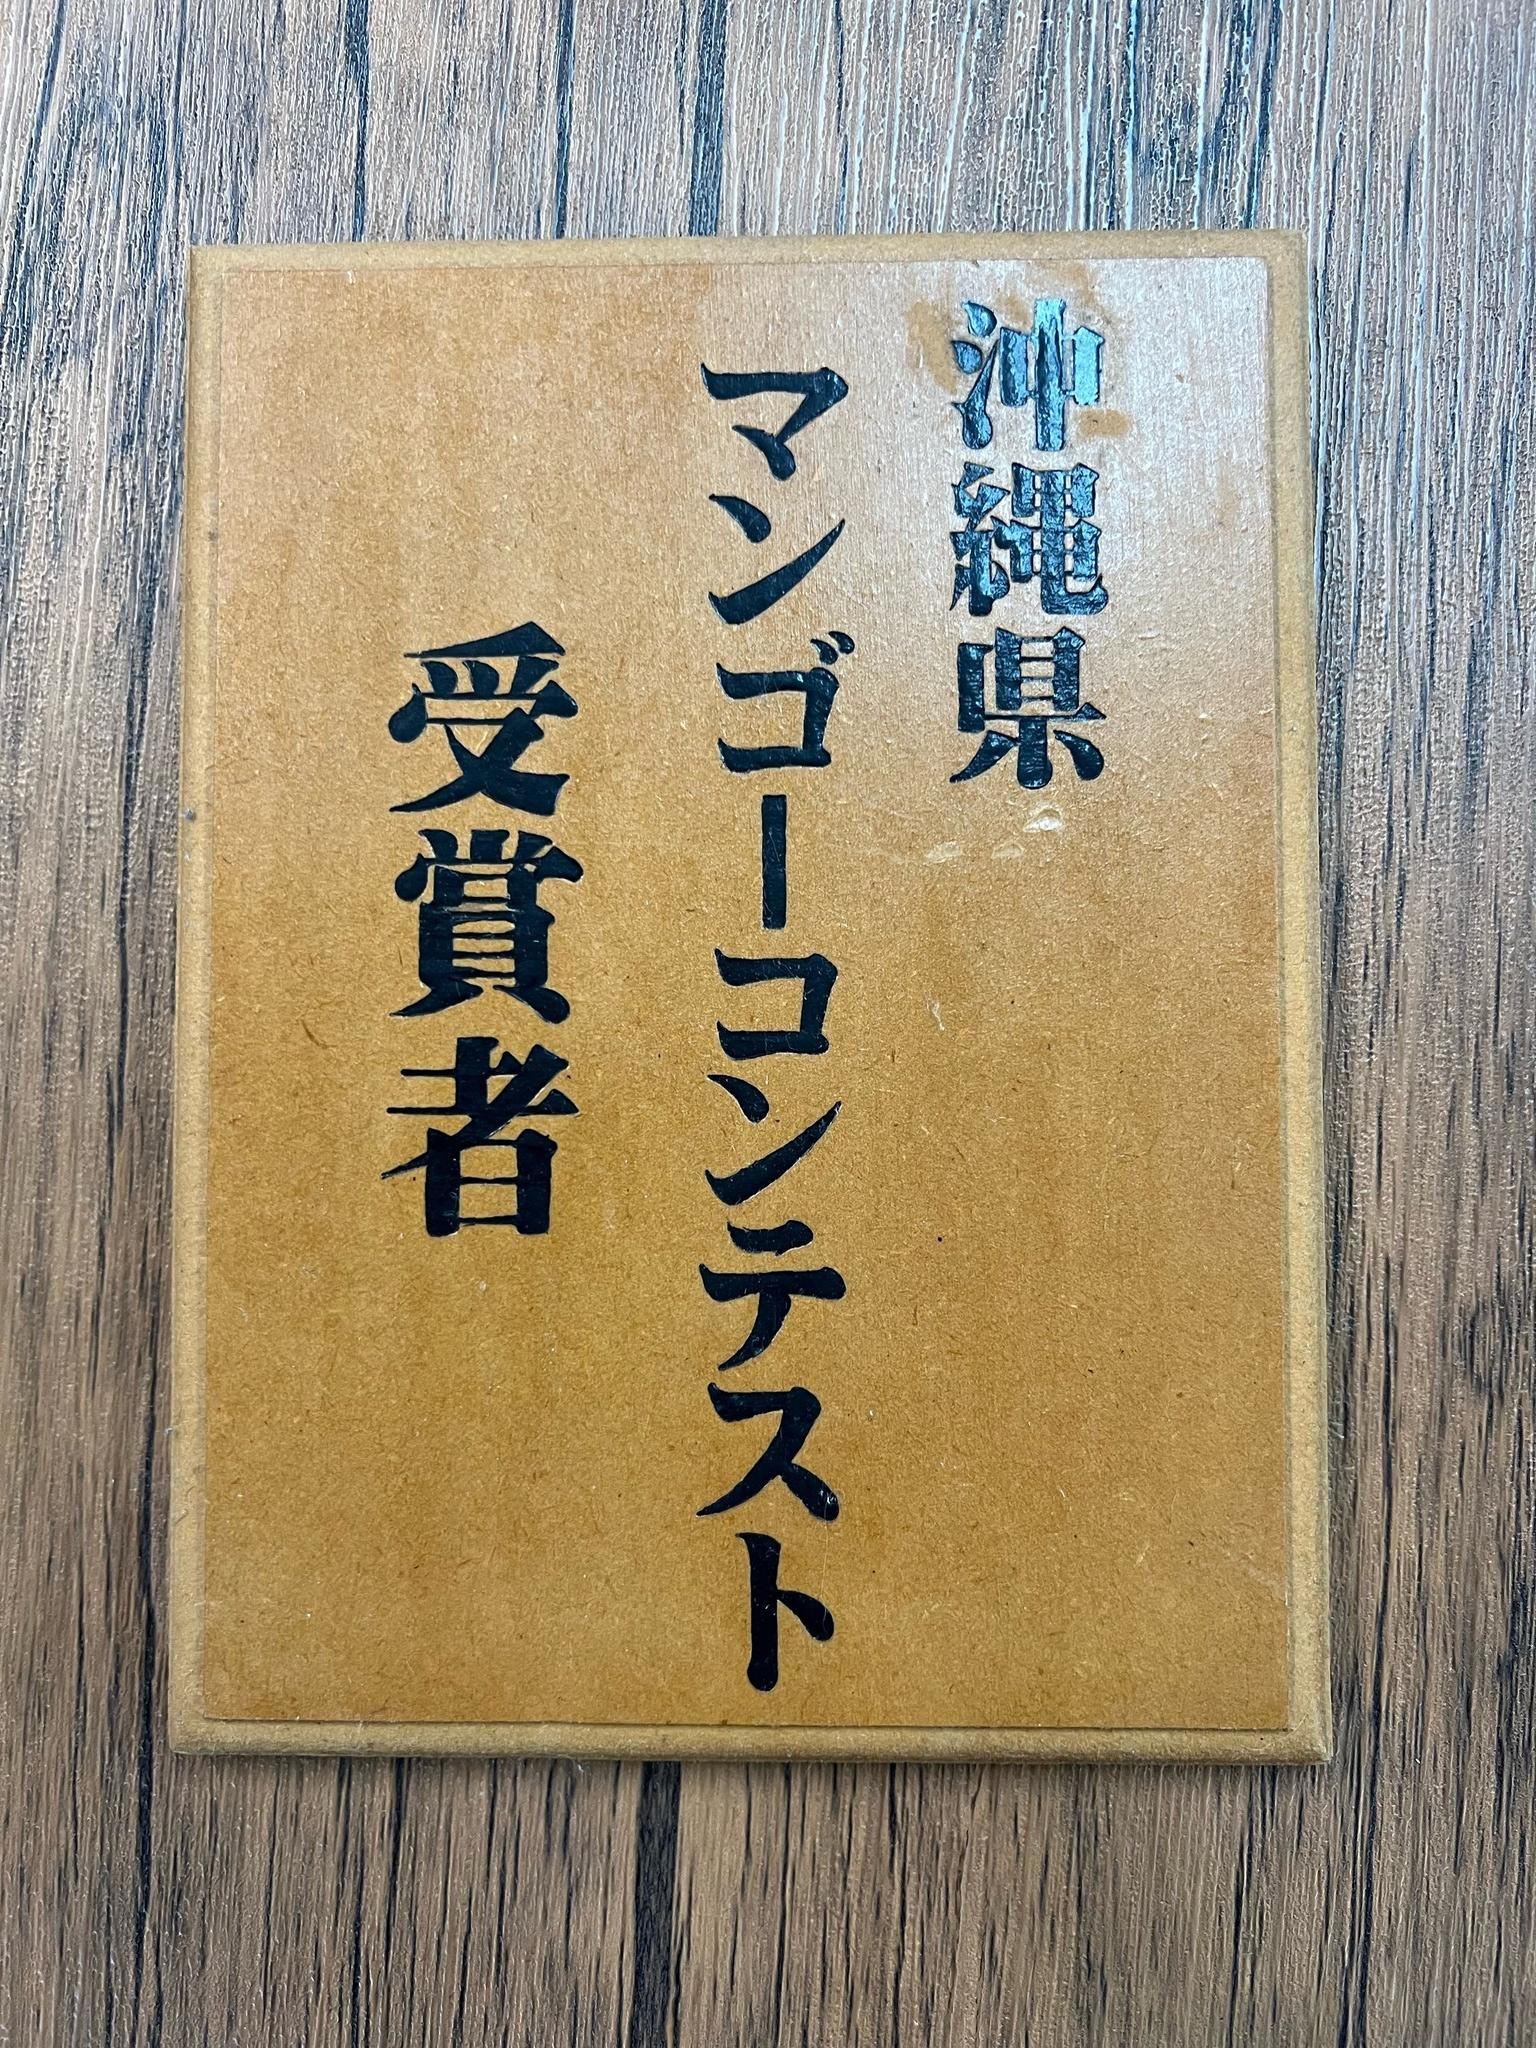 沖縄県
マンゴーコンテスト
受賞者